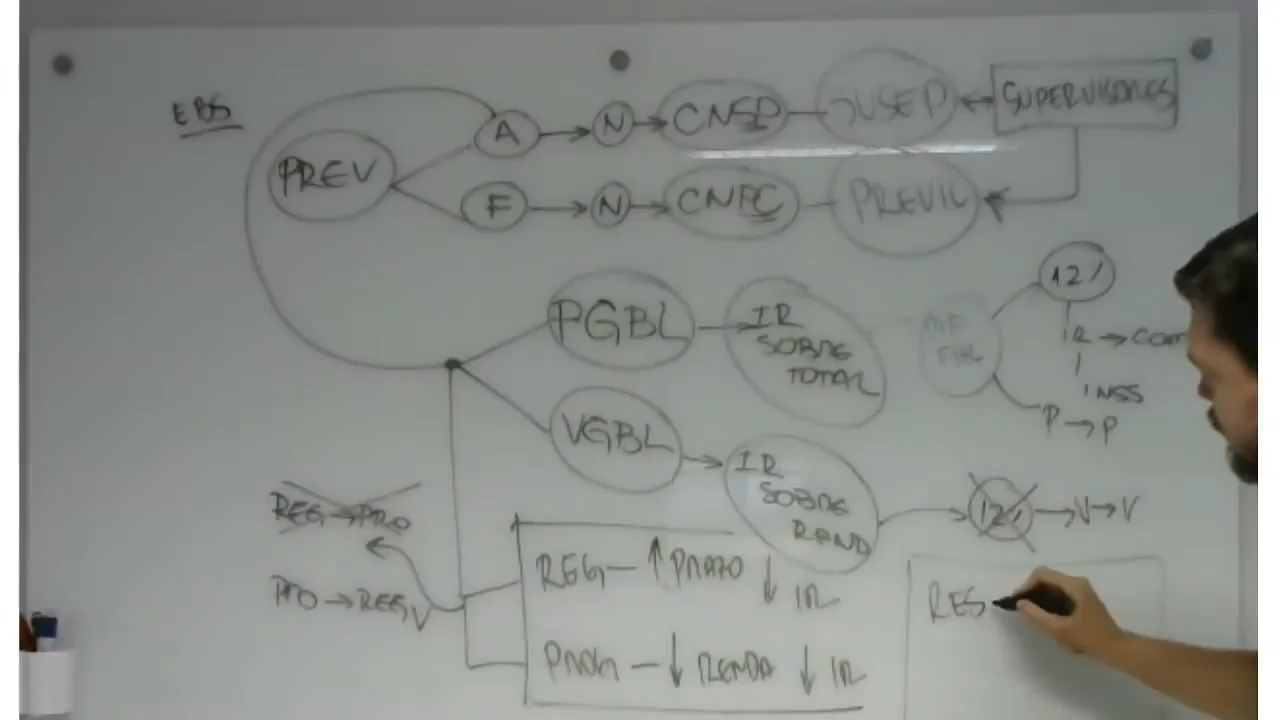 EBS
PREV
A → N → CNSP — SUSEP ↔ SUPERVISORES
F → N → CNPC — PREVIC
PGBL → IR
SOBRE
TOTAL
12%
IR → COM
INSS
P → P
VGBL → IR
SOBRE
REND
12% → V → V
REG → PRO
PRO → REG V
REG — ↑ PRAZO ↓ IR
PROG — ↓ RENDA ↓ IR
RES